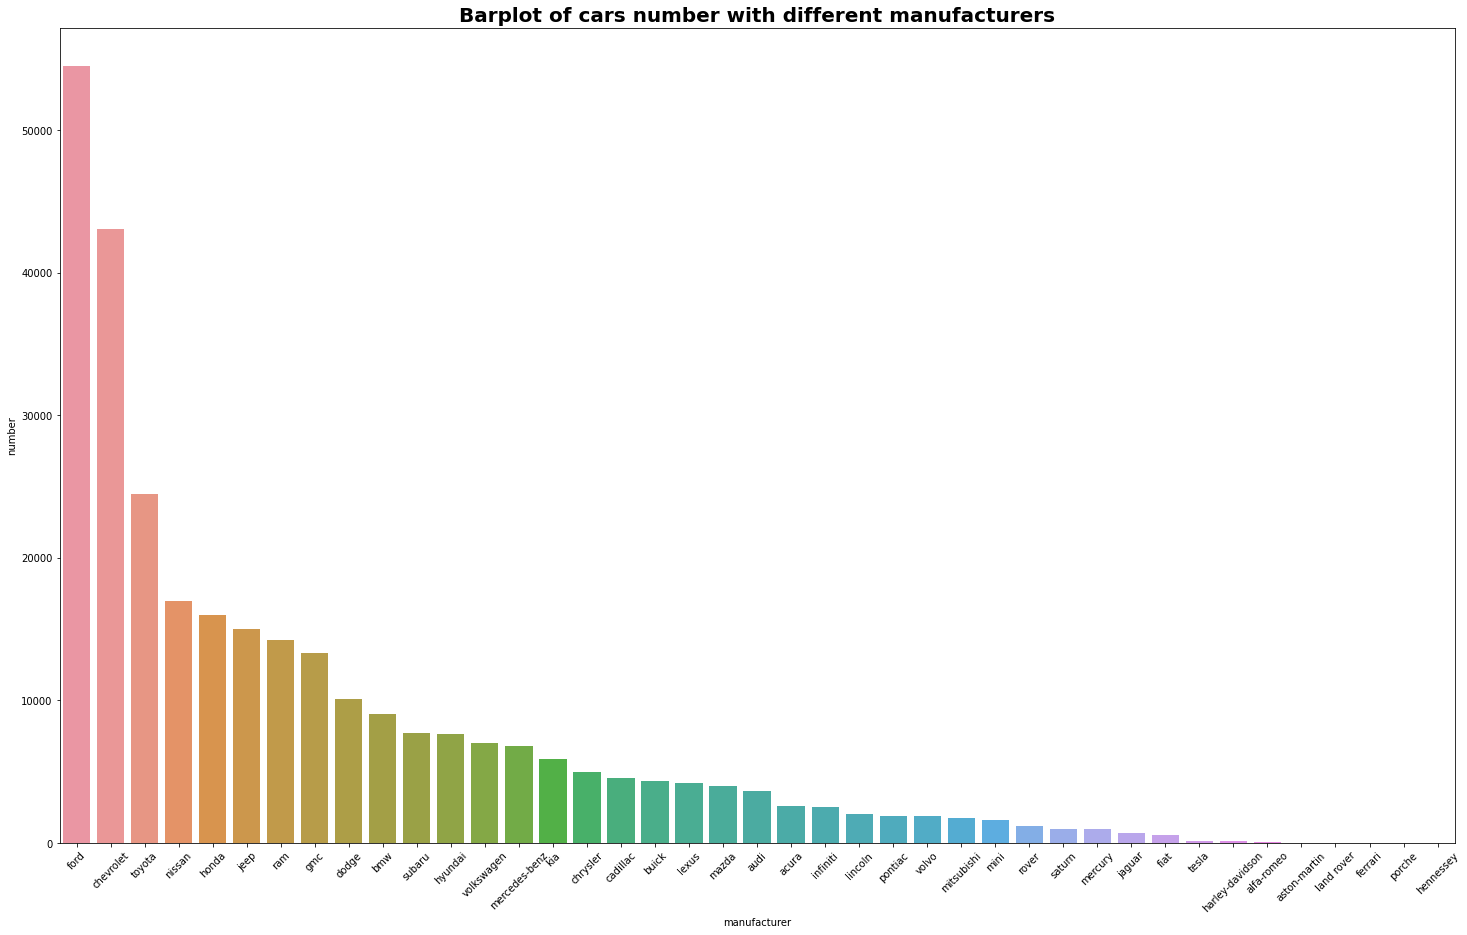 Barplot of cars number with different manufacturers
50000
40000
30000
20000
10000
0
number
ford
chevrolet
toyota
nissan
honda
jeep
ram
gmc
dodge
bmw
subaru
hyundai
volkswagen
mercedes-benz
kia
chrysler
cadillac
buick
lexus
mazda
audi
acura
infiniti
lincoln
pontiac
volvo
mitsubishi
mini
rover
saturn
mercury
jaguar
fiat
tesla
harley-davidson
alfa-romeo
aston-martin
land rover
ferrari
porche
hennessey
manufacturer